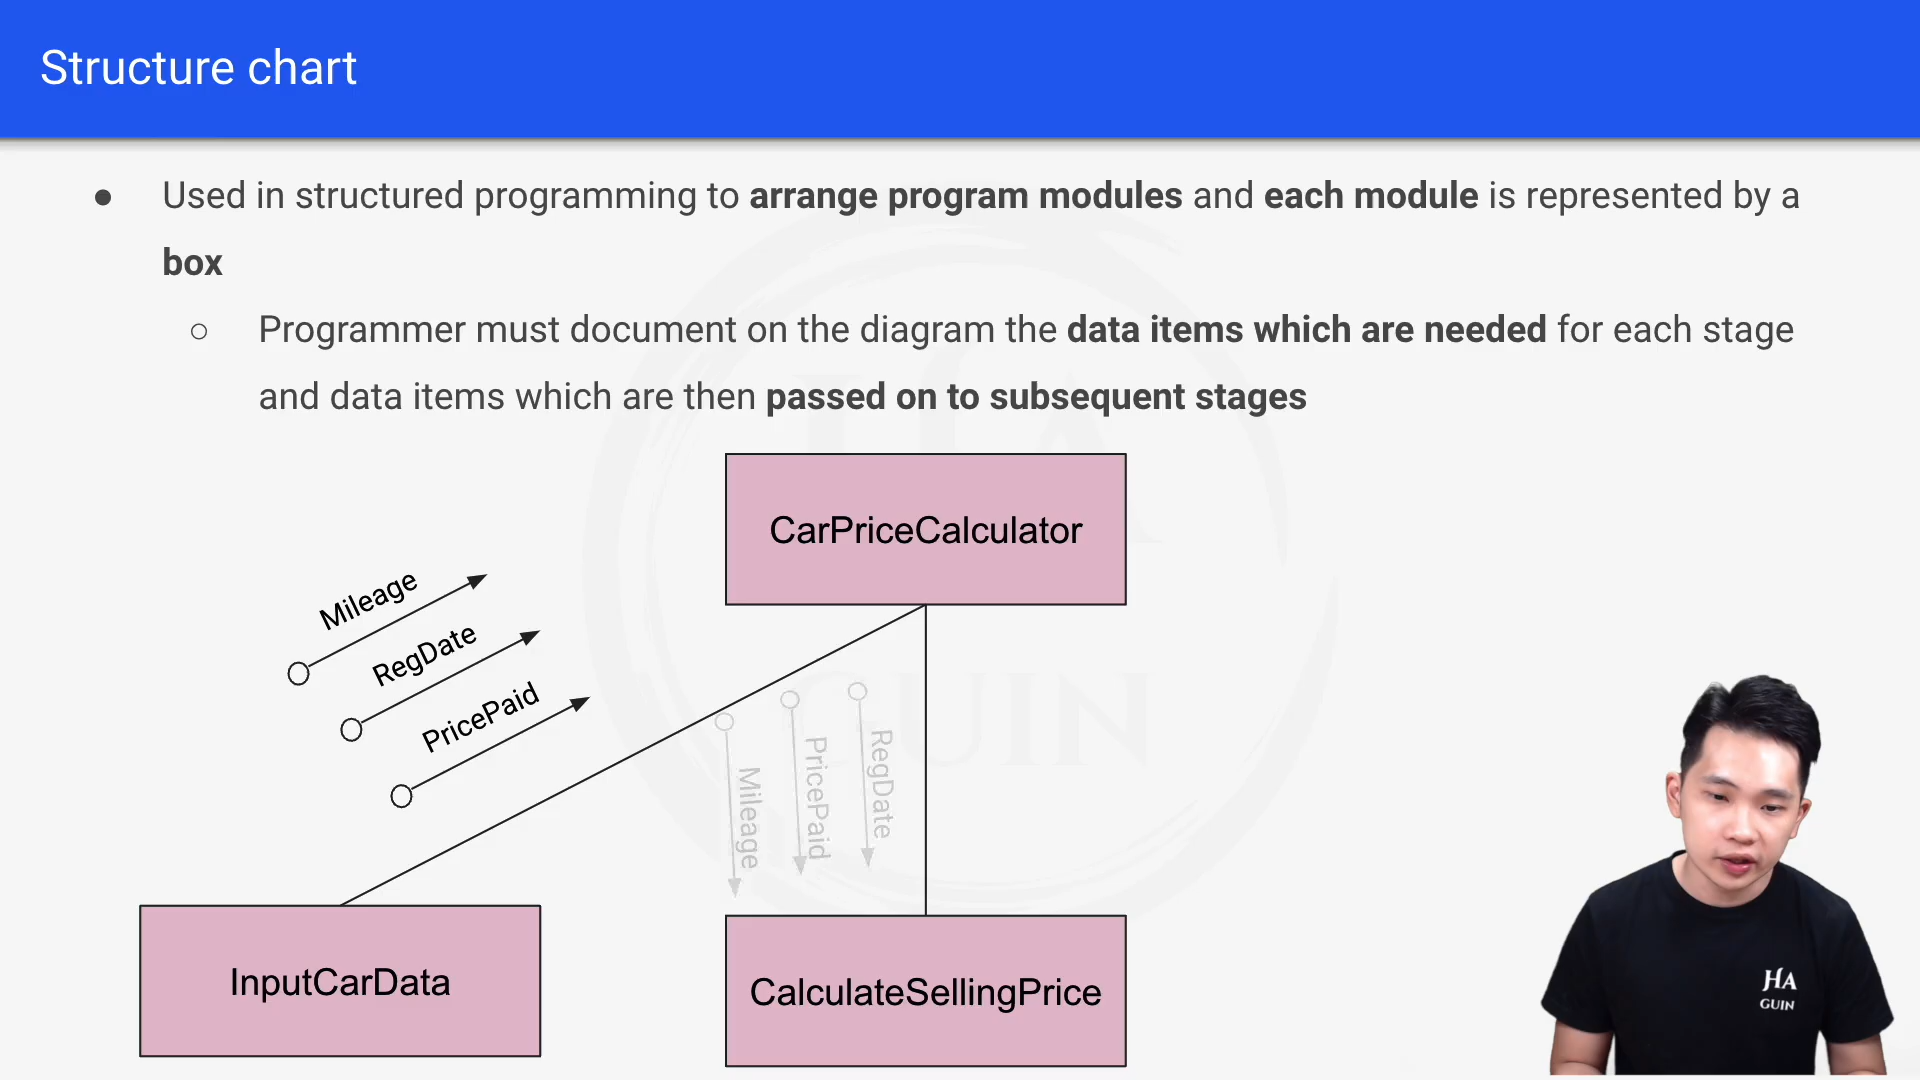 Structure chart
● Used in structured programming to arrange program modules and each module is represented by a
box
○ Programmer must document on the diagram the data items which are needed for each stage
and data items which are then passed on to subsequent stages
CarPriceCalculator
Mileage
RegDate
PricePaid
Mileage
PricePaid
RegDate
InputCarData
CalculateSellingPrice
HA
GUIN
HA
GUIN